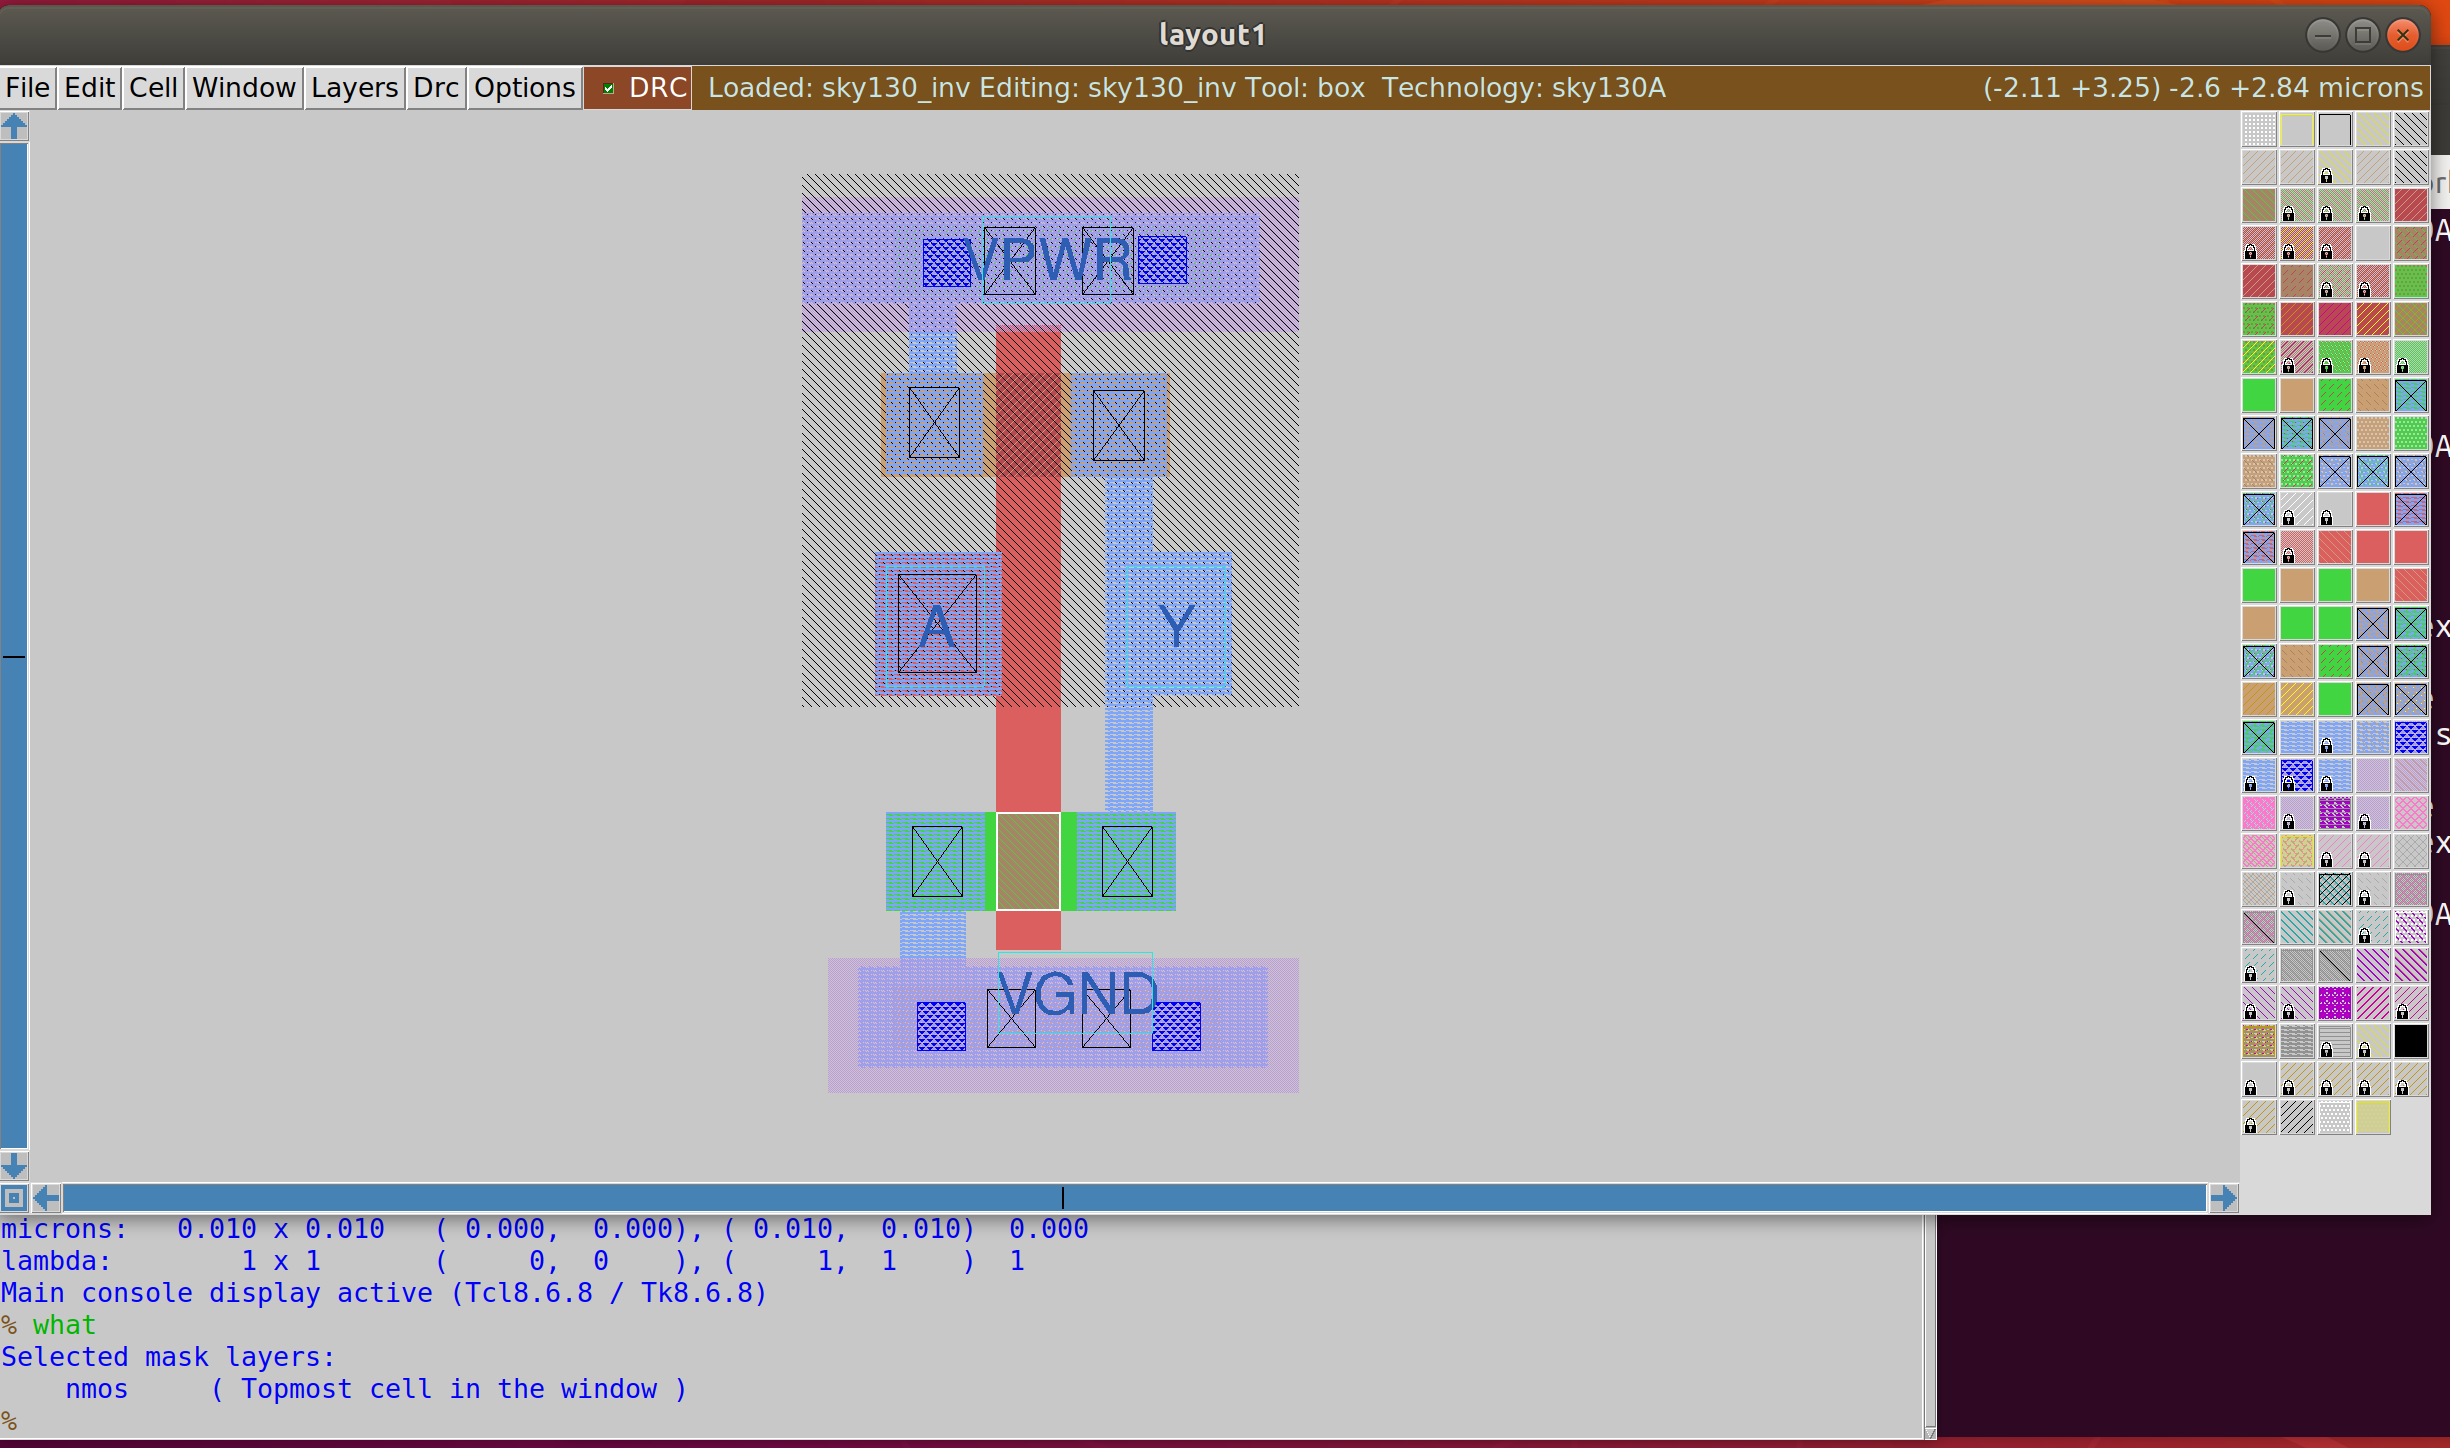 layout1
File Edit Cell Window Layers Drc Options DRC Loaded: sky130_inv Editing: sky130_inv Tool: box Technology: sky130A (-2.11 +3.25) -2.6 +2.84 microns
VPWR
A Y
VGND
microns: 0.010 x 0.010 ( 0.000, 0.000), ( 0.010, 0.010) 0.000
lambda: 1 x 1 ( 0, 0 ), ( 1, 1 ) 1
Main console display active (Tcl8.6.8 / Tk8.6.8)
% what
Selected mask layers:
nmos ( Topmost cell in the window )
%